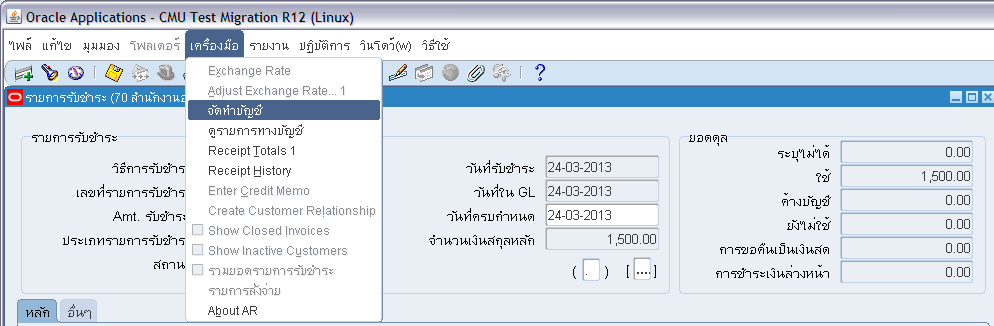 Oracle Applications - CMU Test Migration R12 (Linux)
ไฟล์ แก้ไข มุมมอง โฟลเดอร์ เครื่องมือ รายงาน ปฏิบัติการ วินโดว์(W) วิธีใช้
รายการรับชำระ (70 สำนักงานอ
Exchange Rate
Adjust Exchange Rate... 1
จัดทำบัญชี
ดูรายการทางบัญชี
Receipt Totals 1
Receipt History
Enter Credit Memo
Create Customer Relationship
Show Closed Invoices
Show Inactive Customers
รวมยอดรายการรับชำระ
รายการสั่งจ่าย
About AR
รายการรับชำระ
วิธีการรับชำร
เลขที่รายการรับชำร
Amt. รับชำระ
ประเภทรายการรับชำร
สถาน
วันที่รับชำระ 24-03-2013
วันที่ใน GL 24-03-2013
วันที่ครบกำหนด 24-03-2013
จำนวนเงินสกุลหลัก 1,500.00
( . ) [ .... ]
ยอดดุล
ระบุไม่ได้ 0.00
ใช้ 1,500.00
ค้างบัญชี 0.00
ยังไม่ใช้ 0.00
การขอคืนเป็นเงินสด 0.00
การชำระเงินล่วงหน้า 0.00
หลัก อื่นๆ